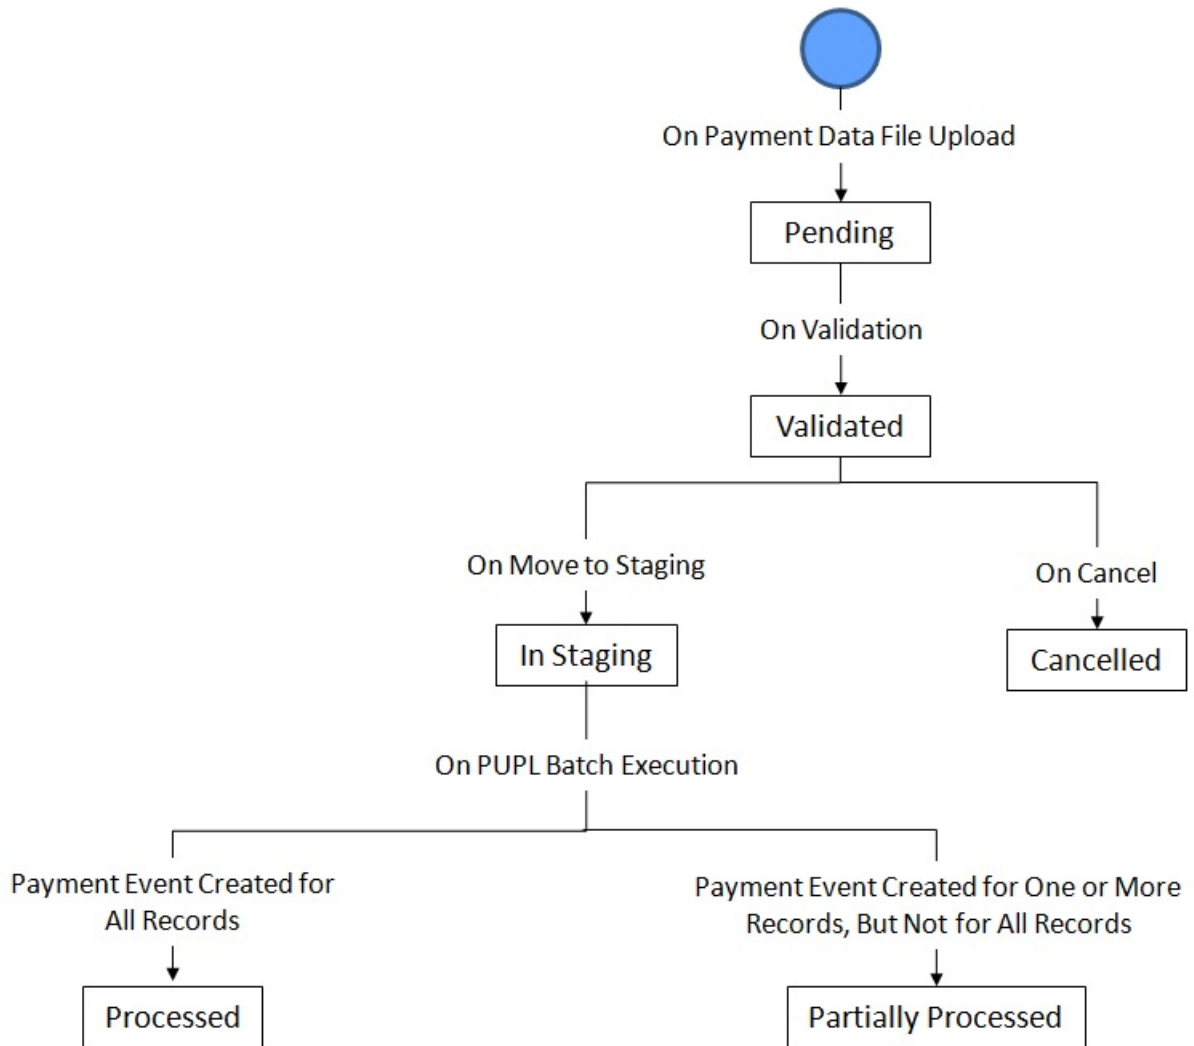 On Payment Data File Upload
Pending
On Validation
Validated
On Move to Staging
On Cancel
In Staging
Cancelled
On PUPL Batch Execution
Payment Event Created for
All Records
Payment Event Created for One or More
Records, But Not for All Records
Processed
Partially Processed